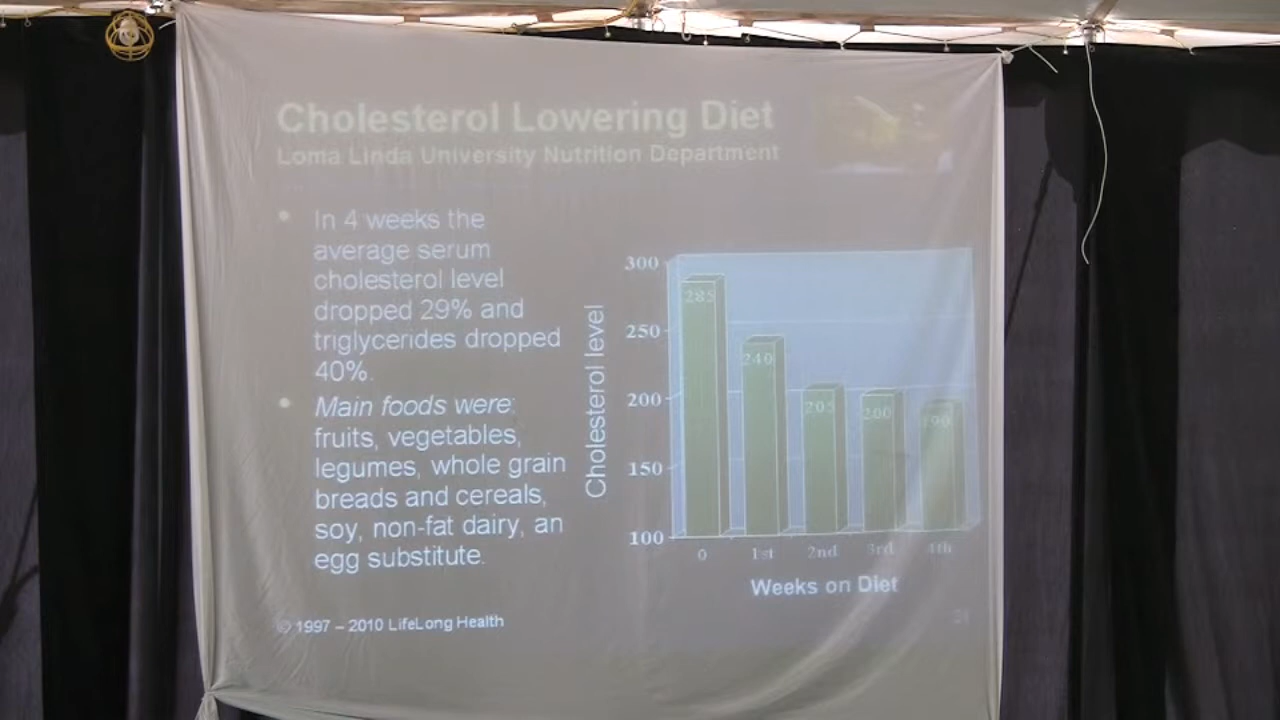 Cholesterol Lowering Diet
Loma Linda University Nutrition Department
• In 4 weeks the
average serum
cholesterol level
dropped 29% and
triglycerides dropped
40%.
• Main foods were:
fruits, vegetables,
legumes, whole grain
breads and cereals,
soy, non-fat dairy, an
egg substitute.
Cholesterol level
300
250
200
150
100
285
240
205
200
190
0 1st 2nd 3rd 4th
Weeks on Diet
© 1997 – 2010 LifeLong Health